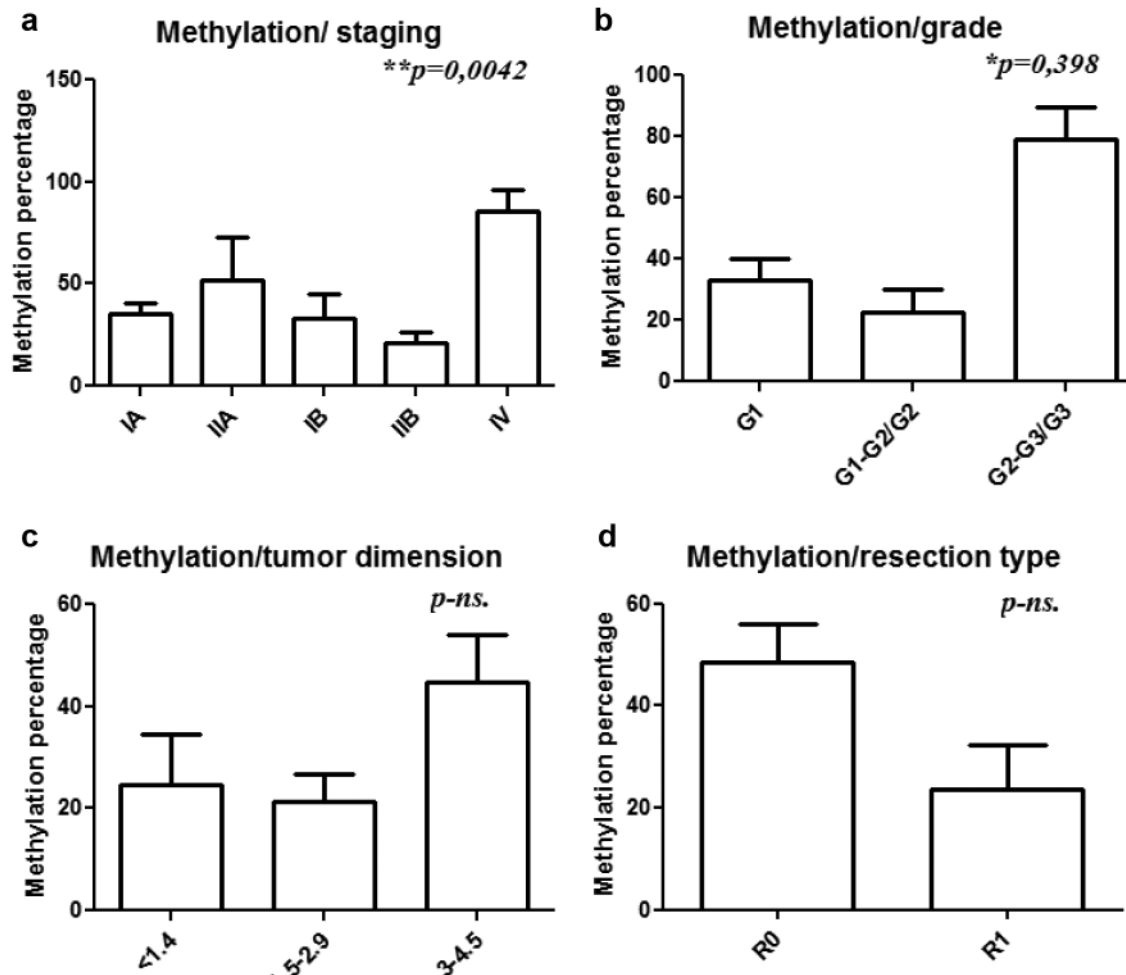 a
Methylation/ staging
**p=0,0042
Methylation percentage
150
100
50
0
IA
IIA
IB
IIB
IV
b
Methylation/grade
*p=0,398
Methylation percentage
100
80
60
40
20
0
G1
G1-G2/G2
G2-G3/G3
c
Methylation/tumor dimension
p-ns.
Methylation percentage
60
40
20
0
<1.4
5-2.9
3-4.5
d
Methylation/resection type
p-ns.
Methylation percentage
60
40
20
0
R0
R1